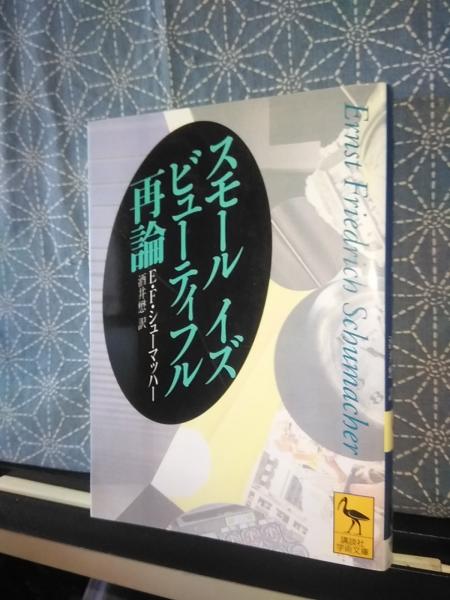 スモール イズ
ビューティフル
再論
E・F・シューマッハー
酒井懋 訳
Ernst Friedrich Schumacher
講談社
学術文庫